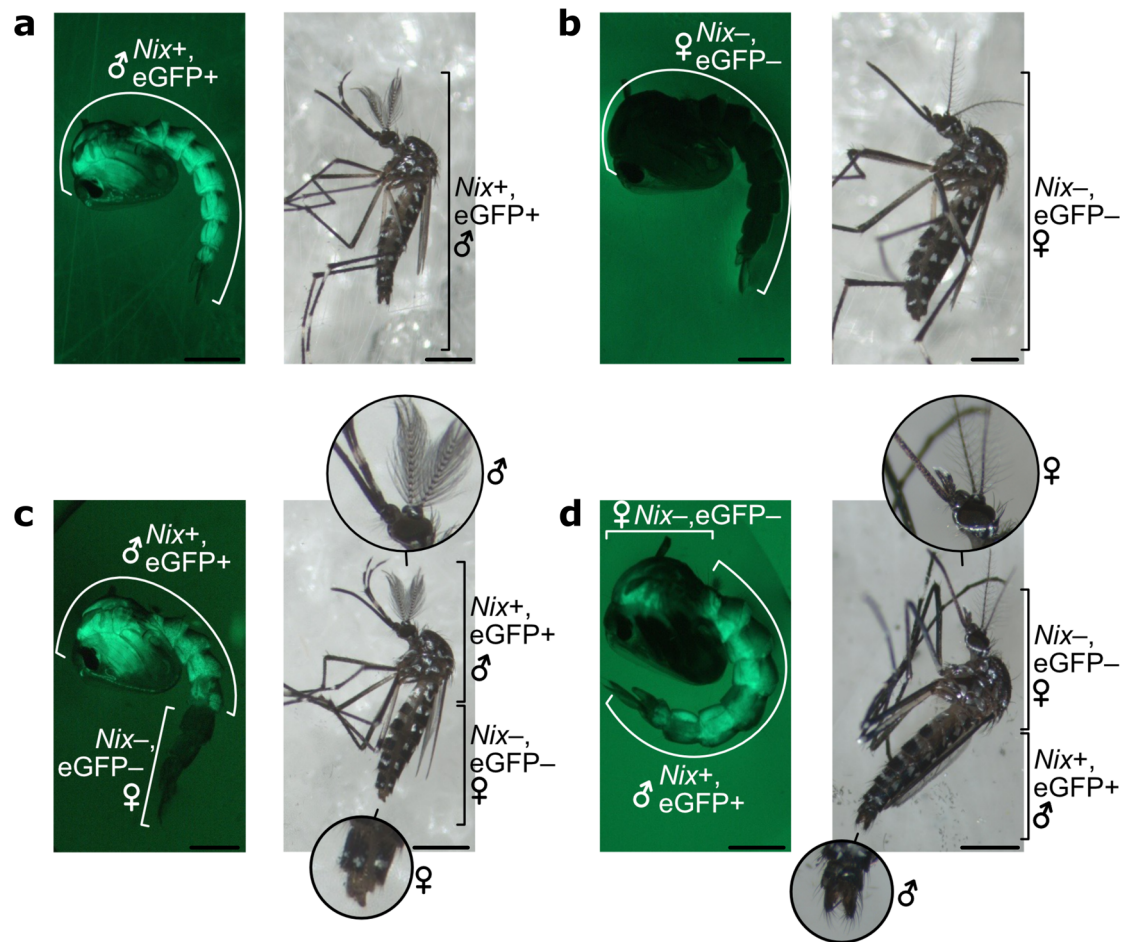 a
♂ Nix+,
eGFP+
Nix+,
eGFP+
♂
b
♀ Nix–,
eGFP–
Nix–,
eGFP–
♀
♂
♀
c
♂ Nix+,
eGFP+
Nix–,
eGFP–
♀
Nix+,
eGFP+
♂
Nix–,
eGFP–
♀
♀
d
♀ Nix–,eGFP–
♂ Nix+,
eGFP+
Nix–,
eGFP–
♀
Nix+,
eGFP+
♂
♂